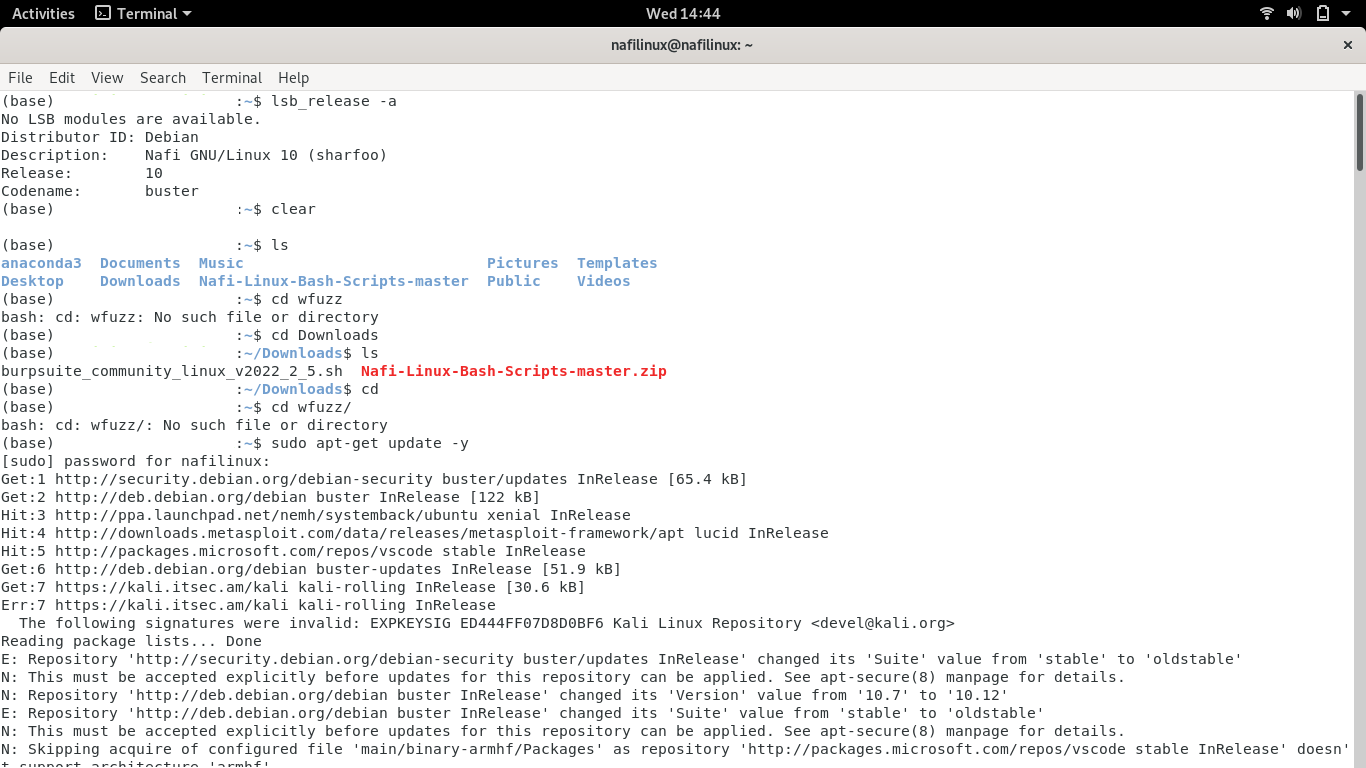 Activities Terminal Wed 14:44
nafilinux@nafilinux: ~ ×
File Edit View Search Terminal Help
(base) :~$ lsb_release -a
No LSB modules are available.
Distributor ID: Debian
Description: Nafi GNU/Linux 10 (sharfoo)
Release: 10
Codename: buster
(base) :~$ clear
(base) :~$ ls
anaconda3 Documents Music Pictures Templates
Desktop Downloads Nafi-Linux-Bash-Scripts-master Public Videos
(base) :~$ cd wfuzz
bash: cd: wfuzz: No such file or directory
(base) :~$ cd Downloads
(base) :~/Downloads$ ls
burpsuite_community_linux_v2022_2_5.sh Nafi-Linux-Bash-Scripts-master.zip
(base) :~/Downloads$ cd
(base) :~$ cd wfuzz/
bash: cd: wfuzz/: No such file or directory
(base) :~$ sudo apt-get update -y
[sudo] password for nafilinux:
Get:1 http://security.debian.org/debian-security buster/updates InRelease [65.4 kB]
Get:2 http://deb.debian.org/debian buster InRelease [122 kB]
Hit:3 http://ppa.launchpad.net/nemh/systemback/ubuntu xenial InRelease
Hit:4 http://downloads.metasploit.com/data/releases/metasploit-framework/apt lucid InRelease
Hit:5 http://packages.microsoft.com/repos/vscode stable InRelease
Get:6 http://deb.debian.org/debian buster-updates InRelease [51.9 kB]
Get:7 https://kali.itsec.am/kali kali-rolling InRelease [30.6 kB]
Err:7 https://kali.itsec.am/kali kali-rolling InRelease
The following signatures were invalid: EXPKEYSIG ED444FF07D8D0BF6 Kali Linux Repository <devel@kali.org>
Reading package lists... Done
E: Repository 'http://security.debian.org/debian-security buster/updates InRelease' changed its 'Suite' value from 'stable' to 'oldstable'
N: This must be accepted explicitly before updates for this repository can be applied. See apt-secure(8) manpage for details.
N: Repository 'http://deb.debian.org/debian buster InRelease' changed its 'Version' value from '10.7' to '10.12'
E: Repository 'http://deb.debian.org/debian buster InRelease' changed its 'Suite' value from 'stable' to 'oldstable'
N: This must be accepted explicitly before updates for this repository can be applied. See apt-secure(8) manpage for details.
N: Skipping acquire of configured file 'main/binary-armhf/Packages' as repository 'http://packages.microsoft.com/repos/vscode stable InRelease' doesn'
t support architecture 'armhf'